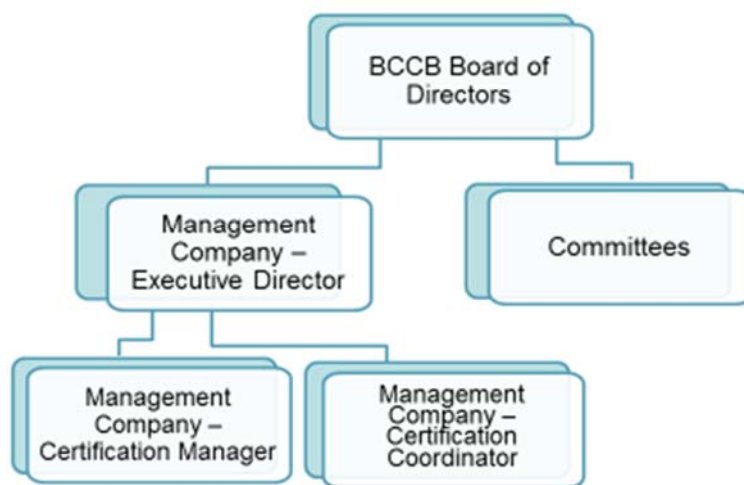 BCCB Board of
Directors
Management
Company –
Executive Director
Committees
Management
Company –
Certification Manager
Management
Company –
Certification
Coordinator